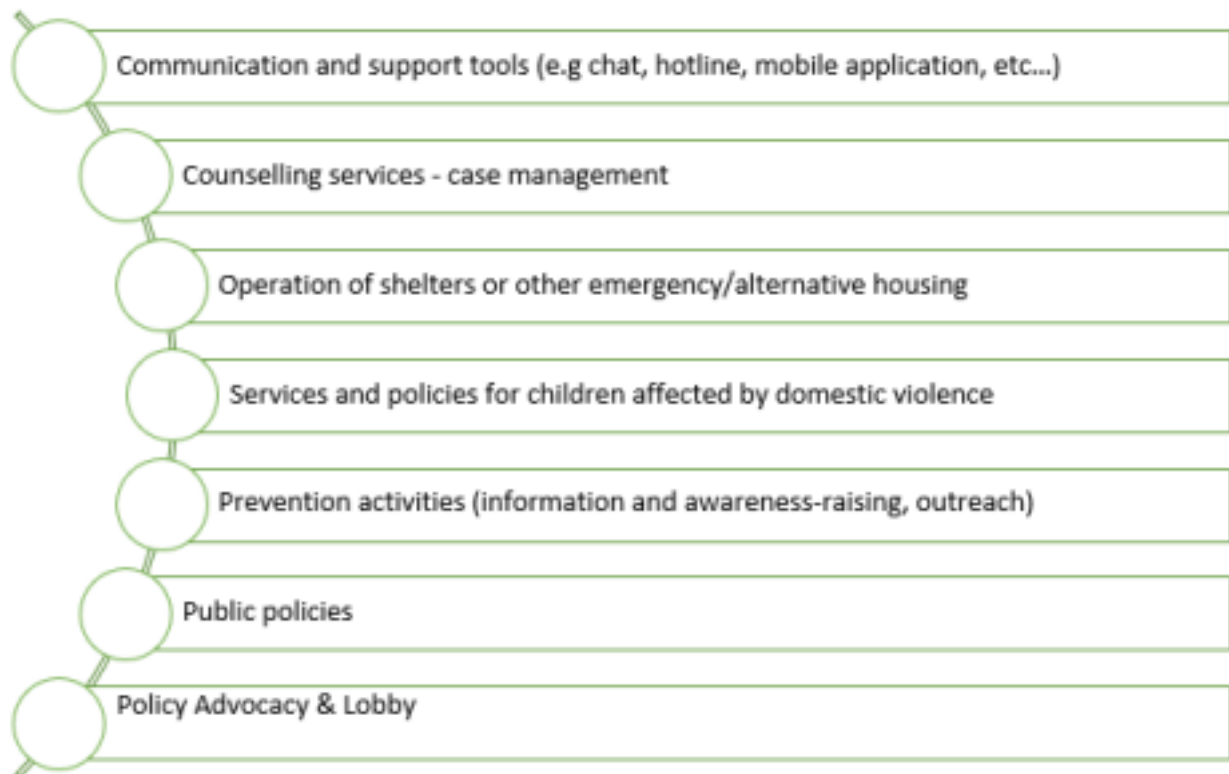 Communication and support tools (e.g chat, hotline, mobile application, etc...)
Counselling services - case management
Operation of shelters or other emergency/alternative housing
Services and policies for children affected by domestic violence
Prevention activities (information and awareness-raising, outreach)
Public policies
Policy Advocacy & Lobby